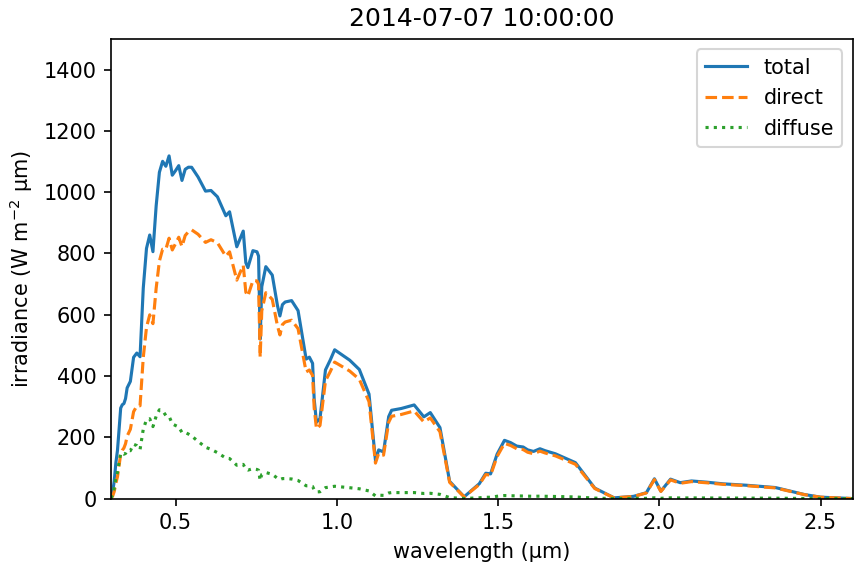 2014-07-07 10:00:00
total
direct
diffuse
irradiance (W m⁻² µm)
1400
1200
1000
800
600
400
200
0
0.5 1.0 1.5 2.0 2.5
wavelength (µm)